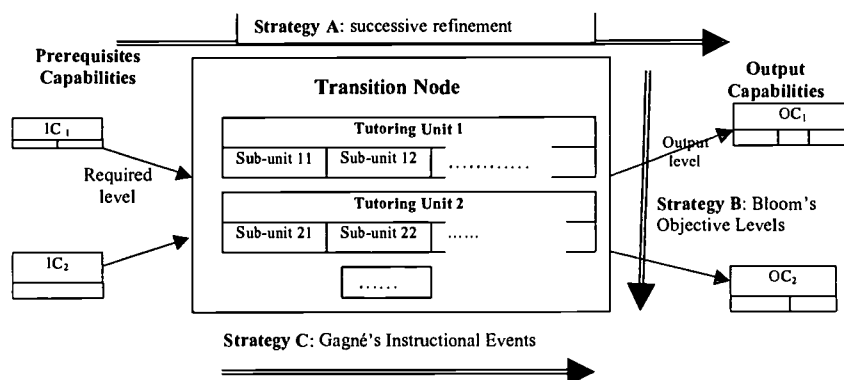 Strategy A: successive refinement
Prerequisites
Capabilities
Transition Node
Output
Capabilities
IC1
Tutoring Unit 1
OC1
Sub-unit 11 Sub-unit 12 ............
Output
level
Required
level
Tutoring Unit 2
Sub-unit 21 Sub-unit 22 ......
Strategy B: Bloom's
Objective Levels
IC2
OC2
......
Strategy C: Gagné's Instructional Events